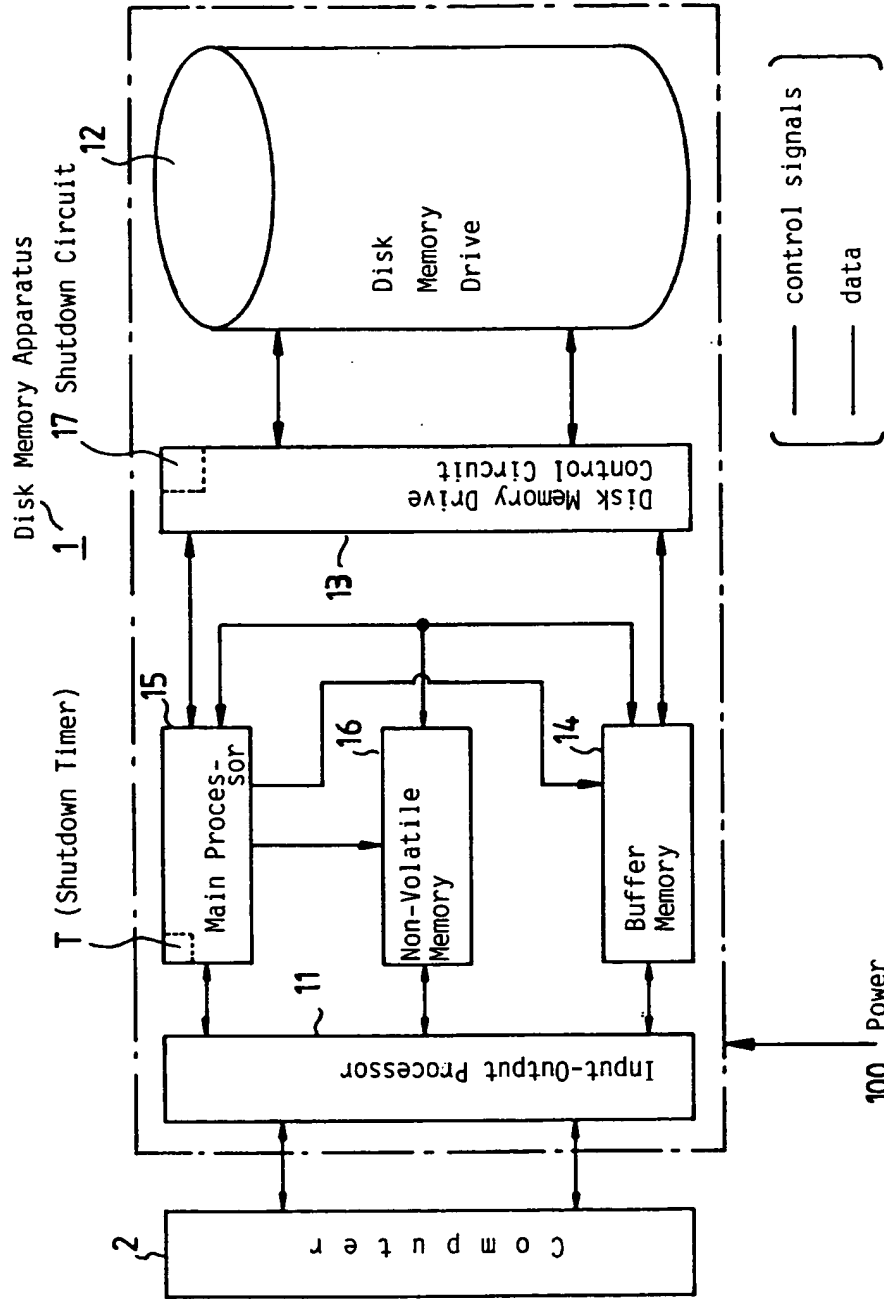 Disk Memory Apparatus
1
17 Shutdown Circuit
T (Shutdown Timer)
12
15
Main Proces-
sor
Disk
Memory
Drive
Disk Memory Drive
Control Circuit
13
16
Non-Volatile
Memory
11
Input-Output Processor
14
Buffer
Memory
2
Computer
100 Power
control signals
data